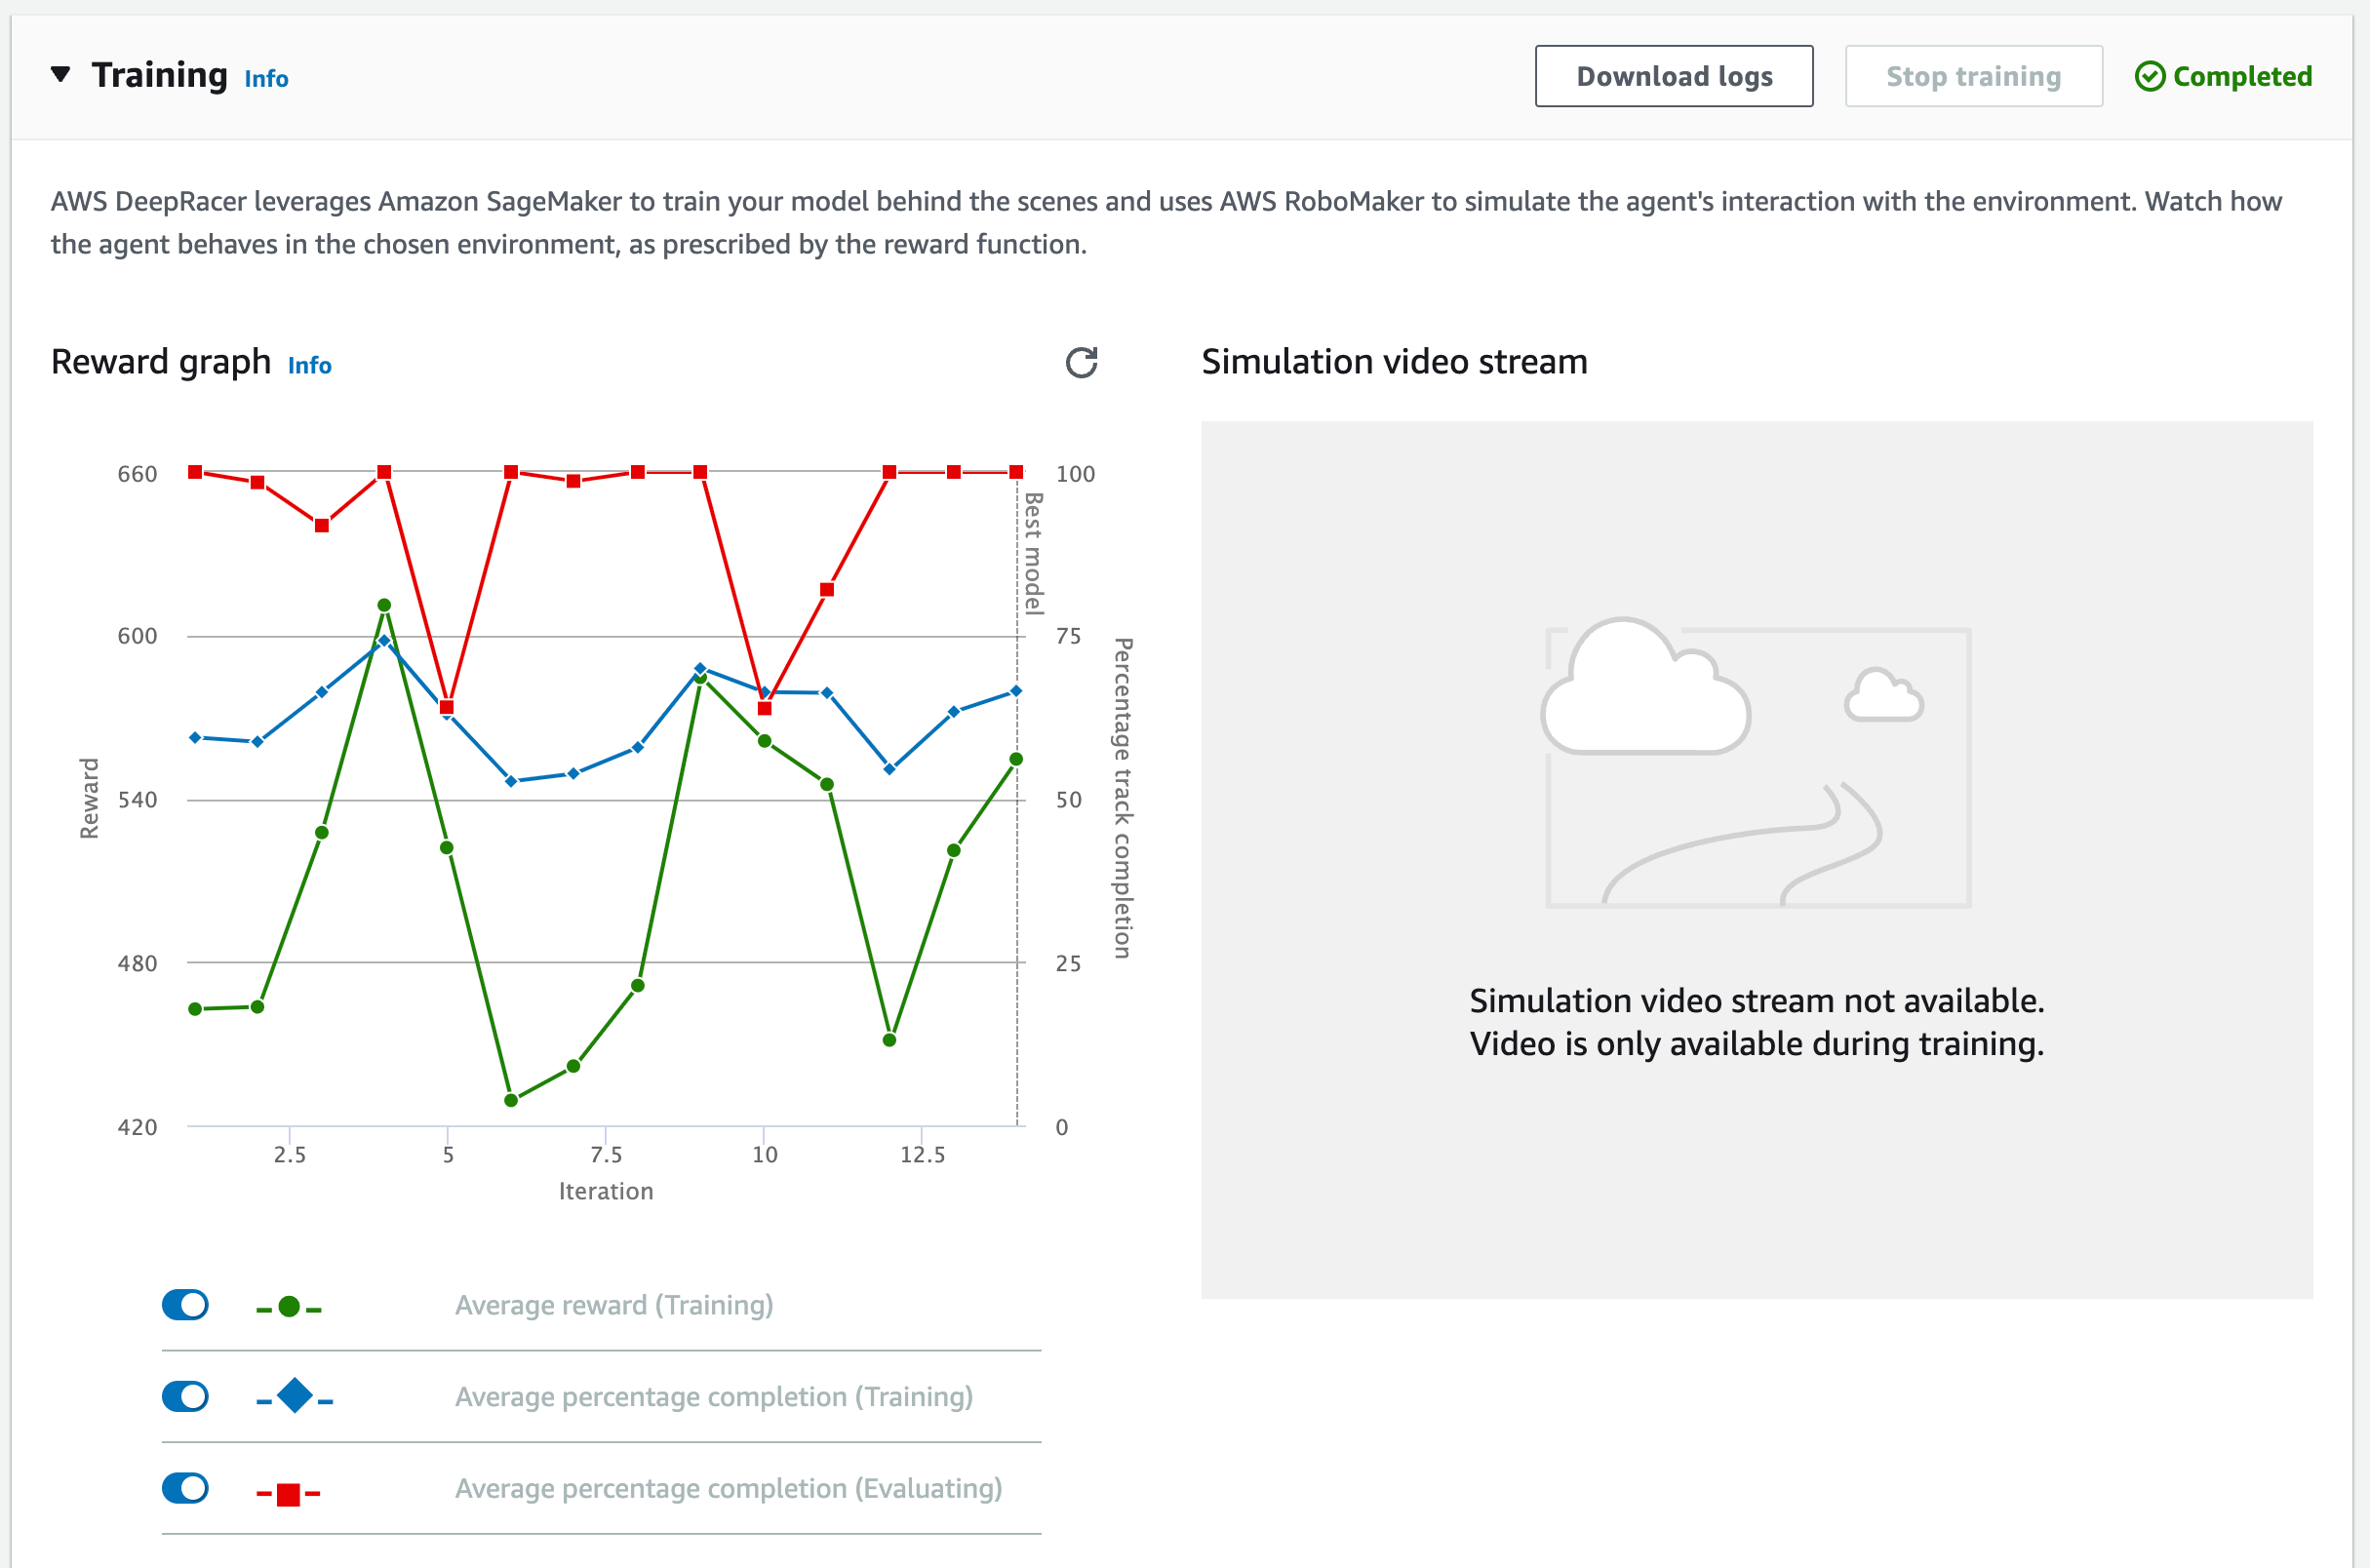 Training Info
Download logs
Stop training
Completed
AWS DeepRacer leverages Amazon SageMaker to train your model behind the scenes and uses AWS RoboMaker to simulate the agent's interaction with the environment. Watch how
the agent behaves in the chosen environment, as prescribed by the reward function.
Reward graph Info
660
600
540
480
420
Reward
100
75
50
25
0
Percentage track completion
Best model
2.5
5
7.5
10
12.5
Iteration
Average reward (Training)
Average percentage completion (Training)
Average percentage completion (Evaluating)
Simulation video stream
Simulation video stream not available.
Video is only available during training.